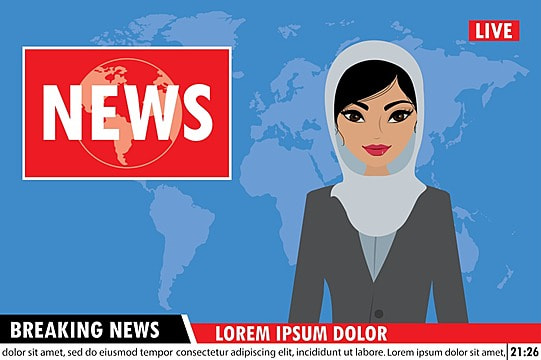 LIVE
NEWS
BREAKING NEWS
LOREM IPSUM DOLOR
dolor sit amet, sed do eiusmod tempor consectetur adipiscing elit, incididunt ut labore. Lorem ipsum dolor sit amet,
21:26